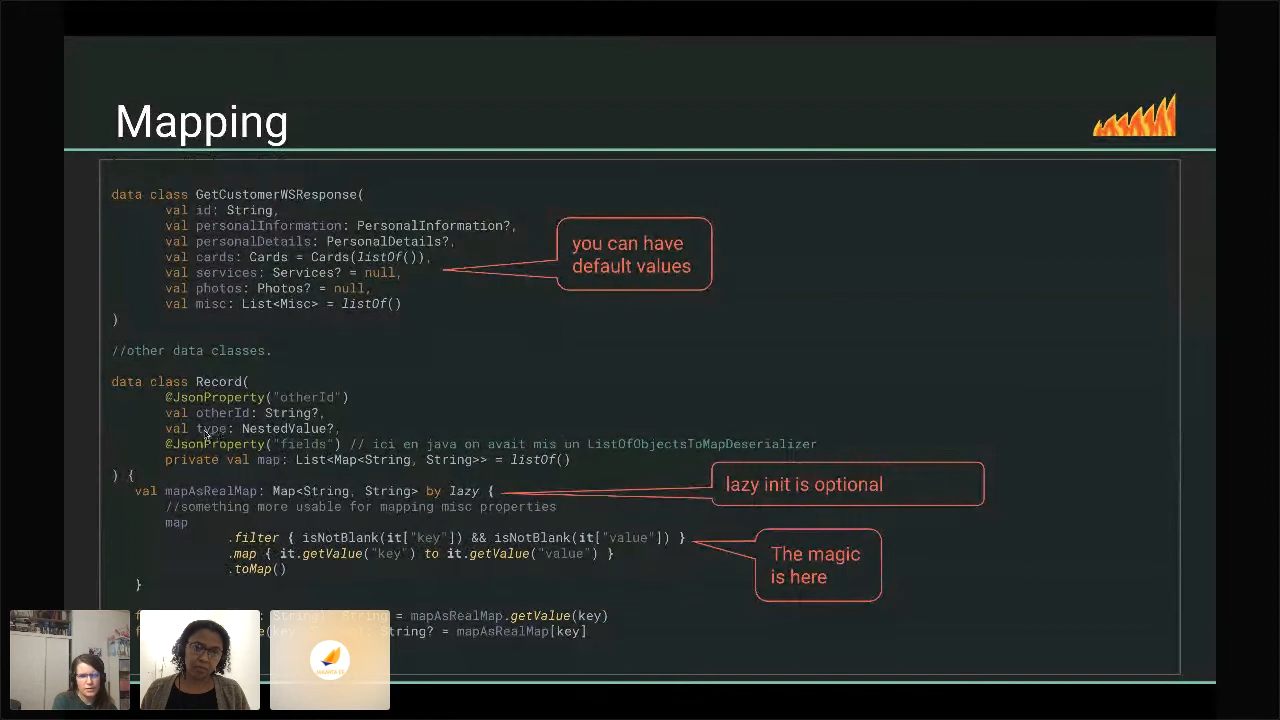 Mapping
data class GetCustomerWSResponse(
val id: String,
val personalInformation: PersonalInformation?,
val personalDetails: PersonalDetails?,
val cards: Cards = Cards(listOf()),
val services: Services? = null,
val photos: Photos? = null,
val misc: List<Misc> = listOf()
)
you can have
default values
//other data classes.
data class Record(
@JsonProperty("otherId")
val otherId: String?,
val type: NestedValue?,
@JsonProperty("fields") // ici en java on avait mis un ListOfObjectsToMapDeserializer
private val map: List<Map<String, String>> = listOf()
) {
val mapAsRealMap: Map<String, String> by lazy {
lazy init is optional
//something more usable for mapping misc properties
map
.filter { isNotBlank(it["key"]) && isNotBlank(it["value"]) }
.map { it.getValue("key") to it.getValue("value") }
.toMap()
The magic
is here
}
: String): String = mapAsRealMap.getValue(key)
String? = mapAsRealMap[key]